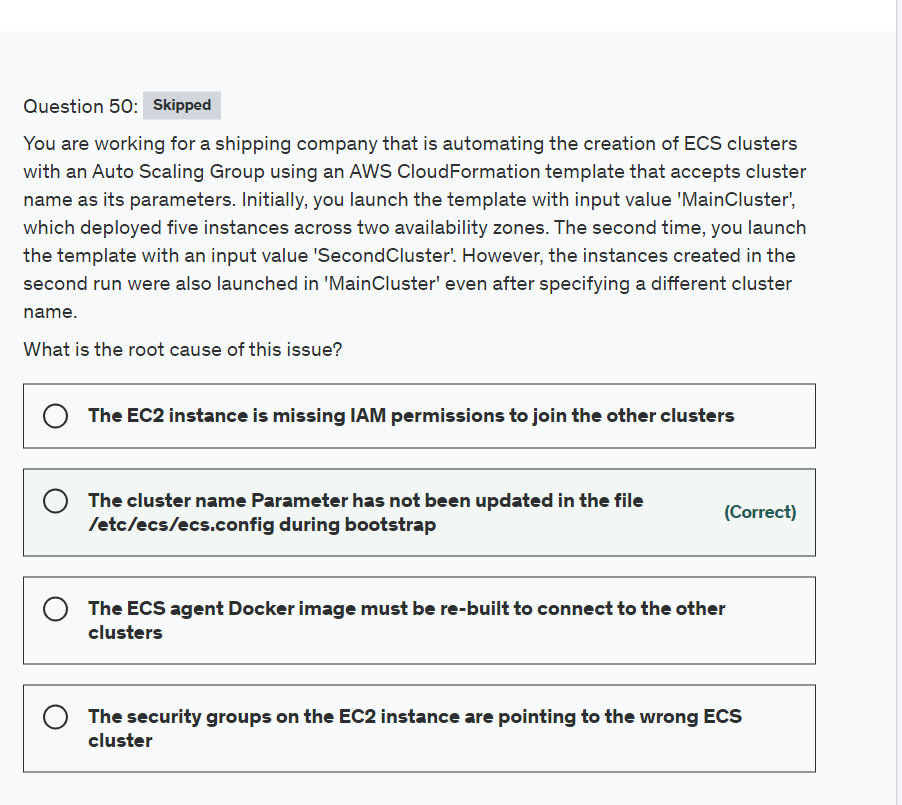 Question 50: Skipped
You are working for a shipping company that is automating the creation of ECS clusters
with an Auto Scaling Group using an AWS CloudFormation template that accepts cluster
name as its parameters. Initially, you launch the template with input value 'MainCluster',
which deployed five instances across two availability zones. The second time, you launch
the template with an input value 'SecondCluster'. However, the instances created in the
second run were also launched in 'MainCluster' even after specifying a different cluster
name.
What is the root cause of this issue?
The EC2 instance is missing IAM permissions to join the other clusters
The cluster name Parameter has not been updated in the file
/etc/ecs/ecs.config during bootstrap
(Correct)
The ECS agent Docker image must be re-built to connect to the other
clusters
The security groups on the EC2 instance are pointing to the wrong ECS
cluster